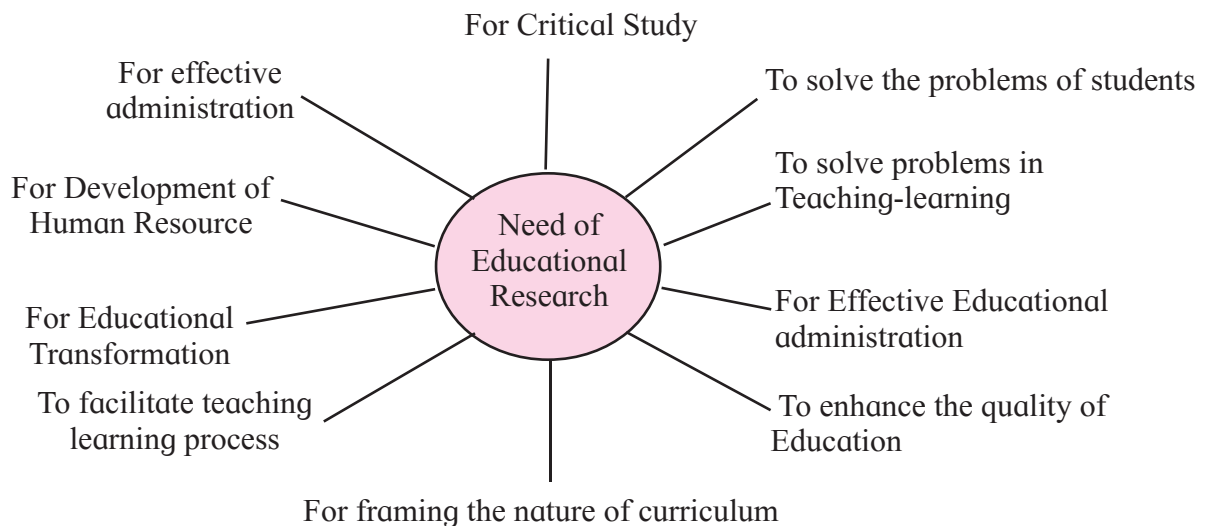 For Critical Study
To solve the problems of students
To solve problems in
Teaching-learning
For Effective Educational
administration
To enhance the quality of
Education
For framing the nature of curriculum
To facilitate teaching
learning process
For Educational
Transformation
For Development of
Human Resource
For effective
administration
Need of
Educational
Research